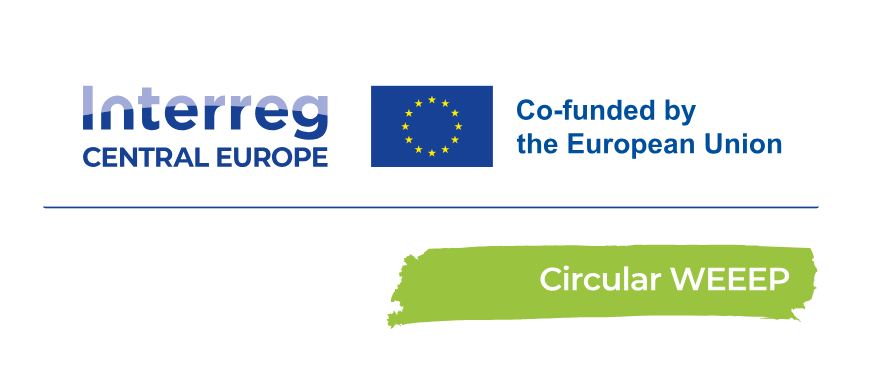 Interreg
CENTRAL EUROPE
Co-funded by
the European Union
Circular WEEEP